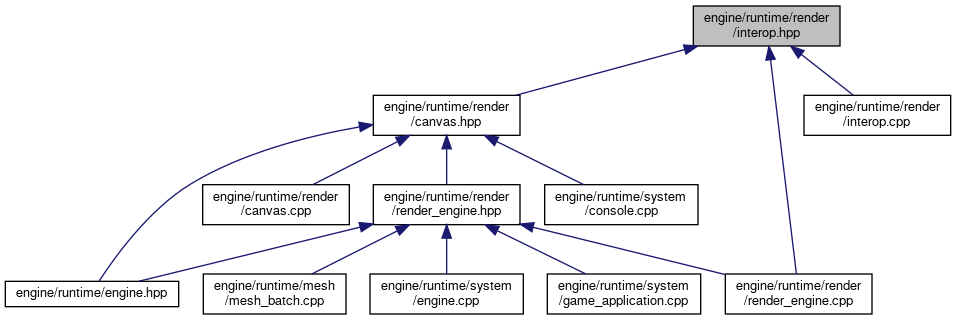 engine/runtime/render
/interop.hpp
engine/runtime/render
/canvas.hpp
engine/runtime/render
/interop.cpp
engine/runtime/render
/canvas.cpp
engine/runtime/render
/render_engine.hpp
engine/runtime/system
/console.cpp
engine/runtime/engine.hpp
engine/runtime/mesh
/mesh_batch.cpp
engine/runtime/system
/engine.cpp
engine/runtime/system
/game_application.cpp
engine/runtime/render
/render_engine.cpp